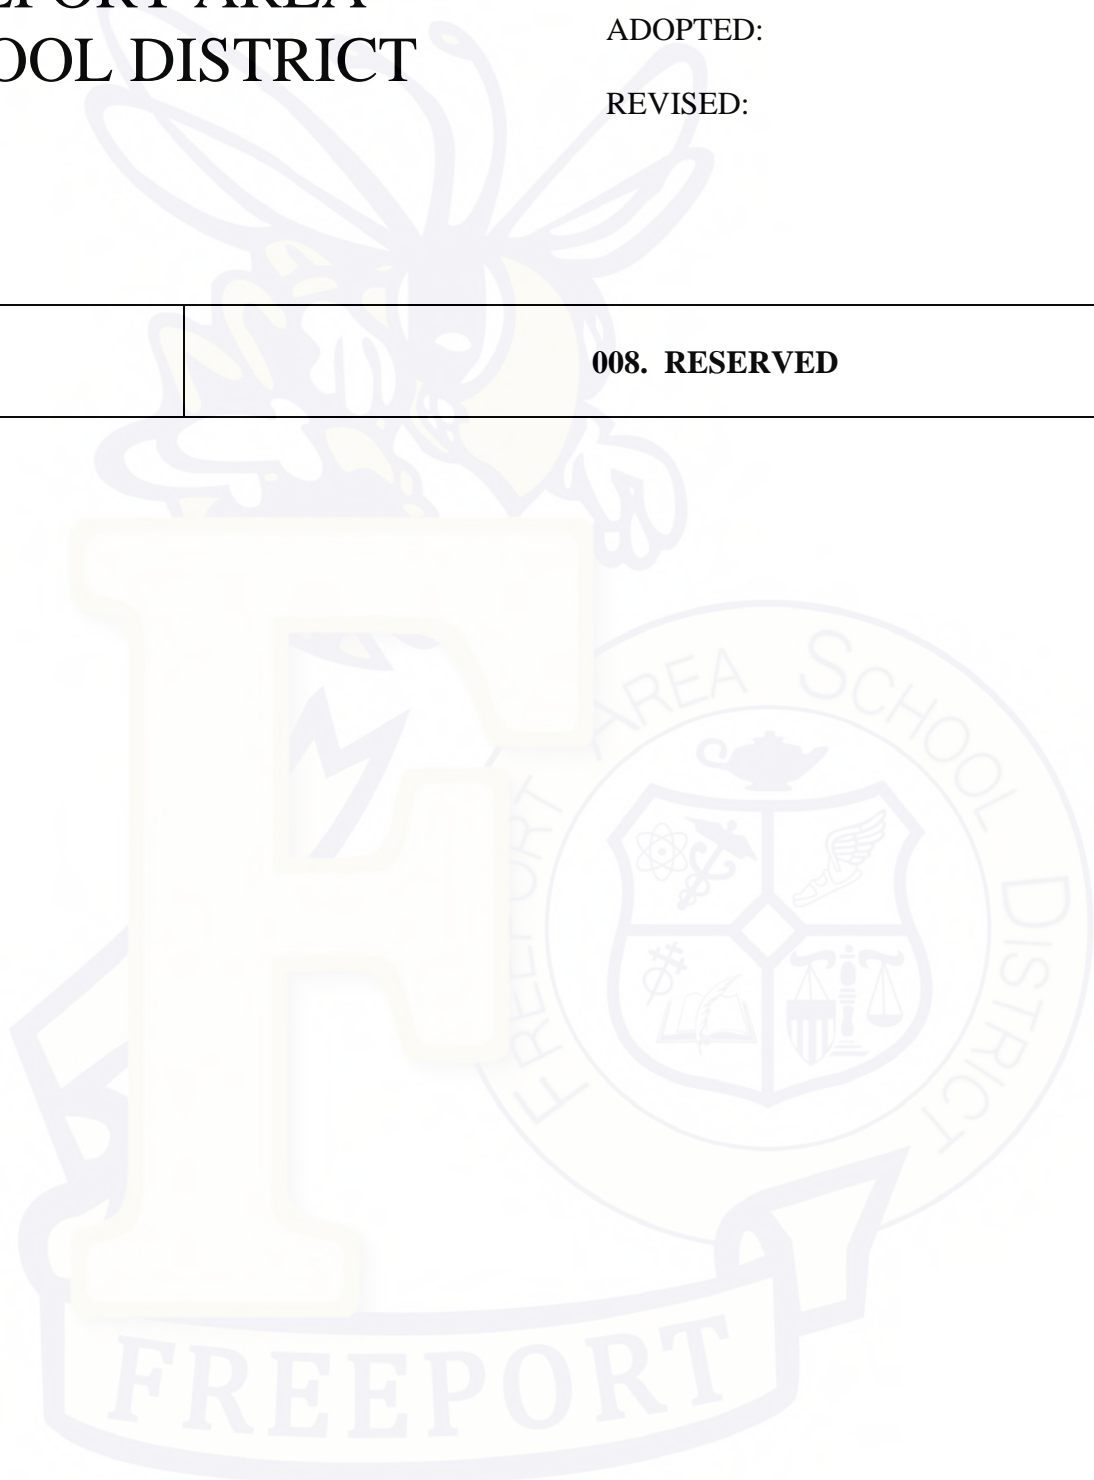 EPORT AREA
OOL DISTRICT
ADOPTED:
REVISED:
008. RESERVED
FREEPORT AREA SCHOOL DISTRICT
FREEPORT